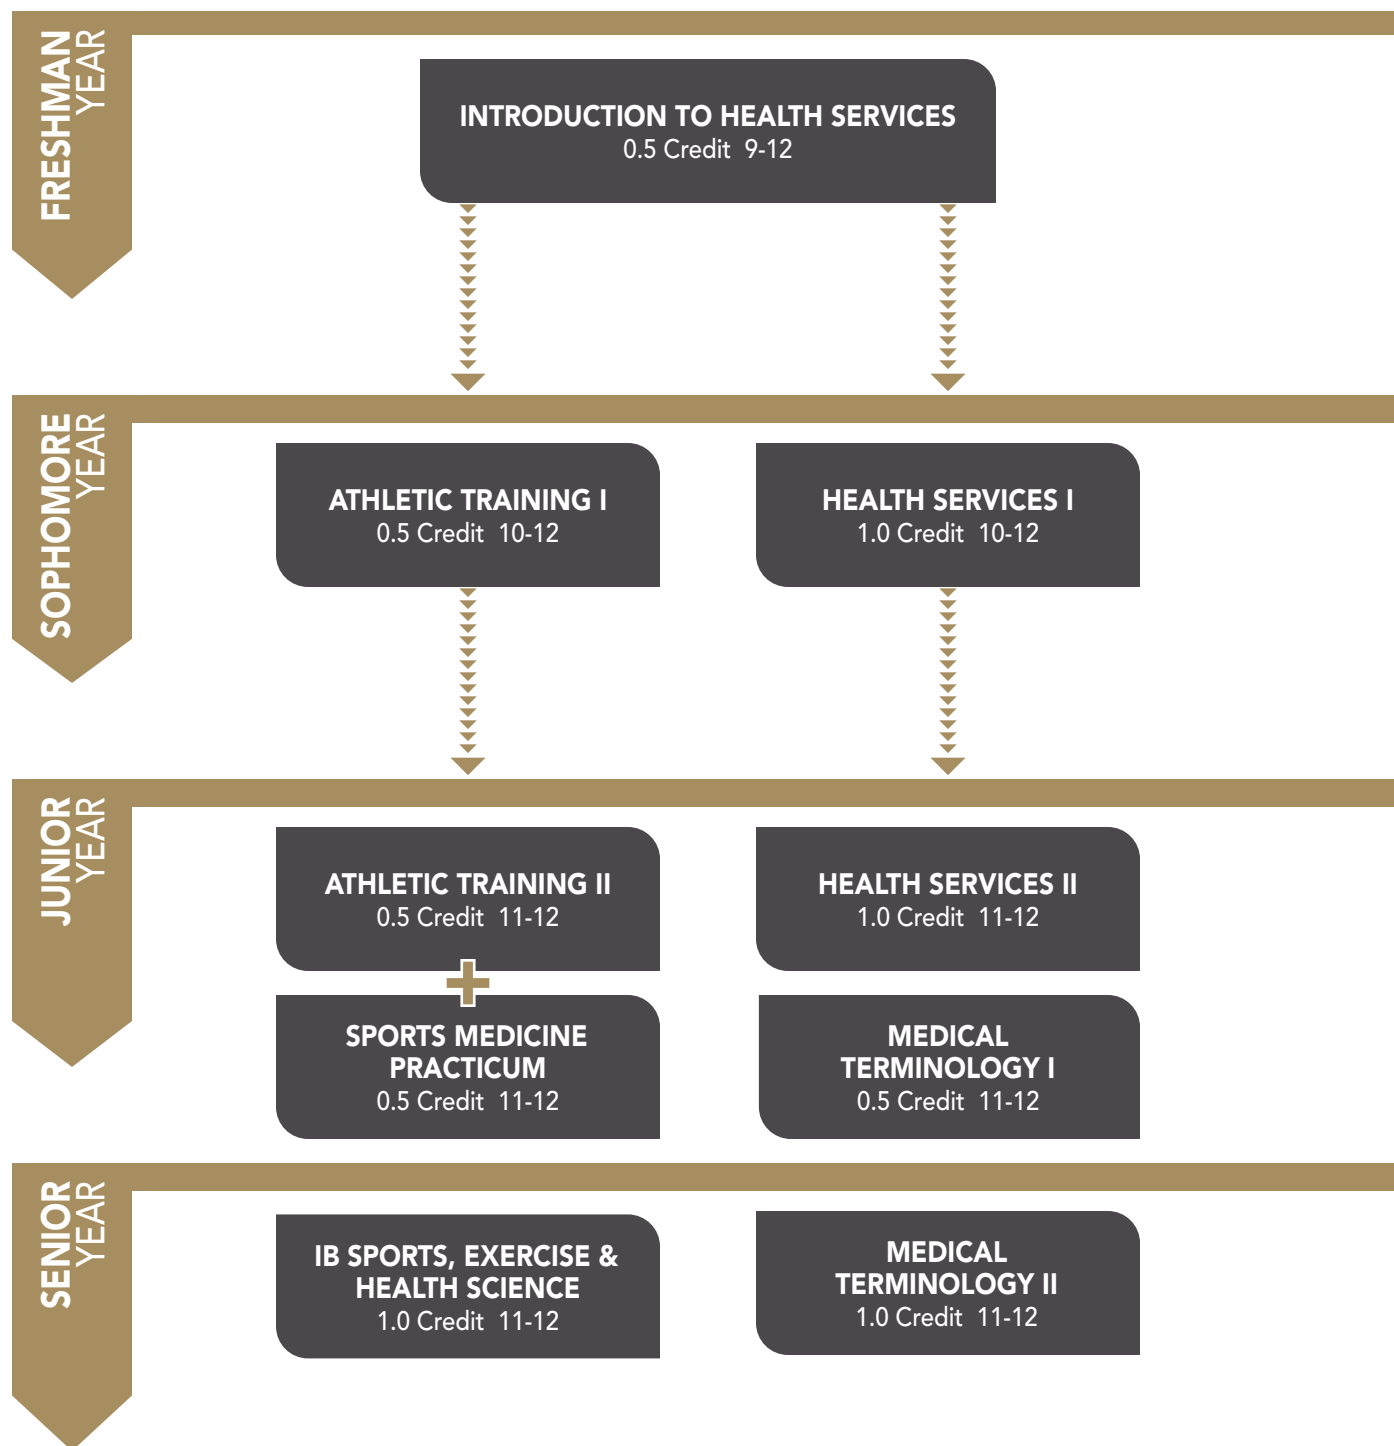 FRESHMAN
YEAR
INTRODUCTION TO HEALTH SERVICES
0.5 Credit 9-12
SOPHOMORE
YEAR
ATHLETIC TRAINING I
0.5 Credit 10-12
HEALTH SERVICES I
1.0 Credit 10-12
JUNIOR
YEAR
ATHLETIC TRAINING II
0.5 Credit 11-12
HEALTH SERVICES II
1.0 Credit 11-12
SPORTS MEDICINE
PRACTICUM
0.5 Credit 11-12
MEDICAL
TERMINOLOGY I
0.5 Credit 11-12
SENIOR
YEAR
IB SPORTS, EXERCISE &
HEALTH SCIENCE
1.0 Credit 11-12
MEDICAL
TERMINOLOGY II
1.0 Credit 11-12